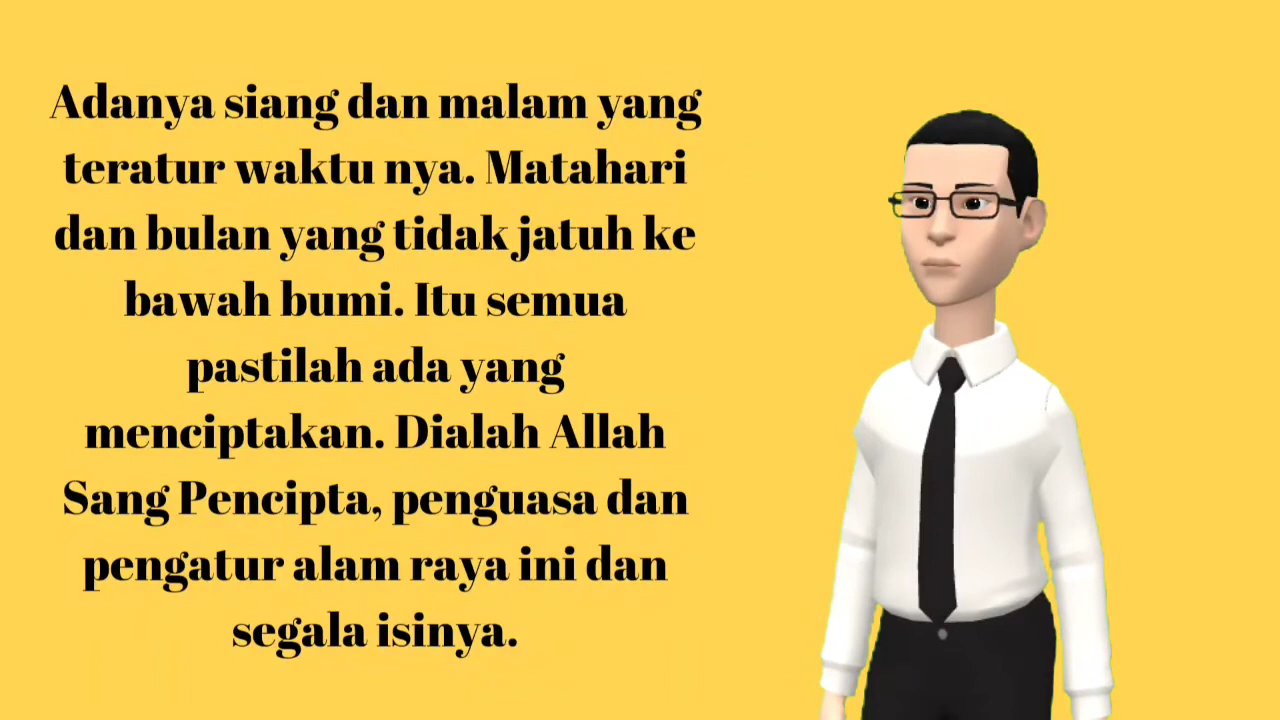 Adanya siang dan malam yang
teratur waktu nya. Matahari
dan bulan yang tidak jatuh ke
bawah bumi. Itu semua
pastilah ada yang
menciptakan. Dialah Allah
Sang Pencipta, penguasa dan
pengatur alam raya ini dan
segala isinya.